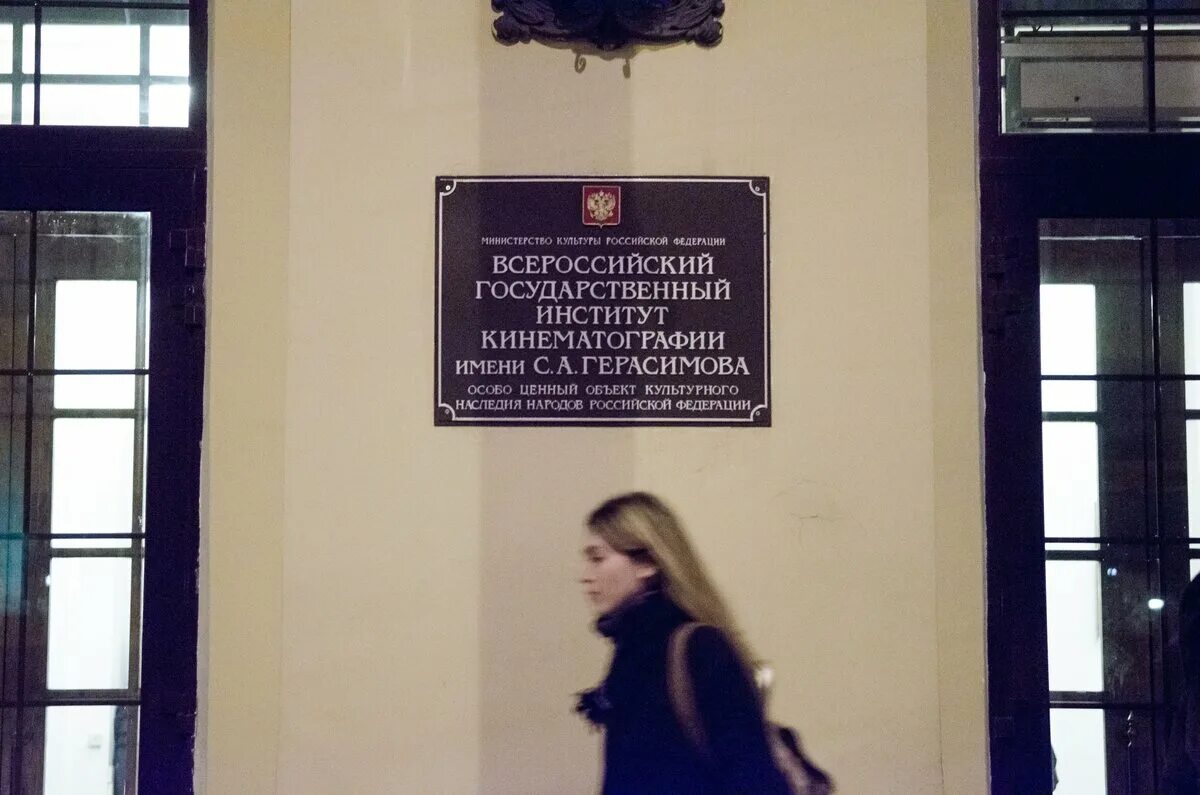 МИНИСТЕРСТВО КУЛЬТУРЫ РОССИЙСКОЙ ФЕДЕРАЦИИ
ВСЕРОССИЙСКИЙ
ГОСУДАРСТВЕННЫЙ
ИНСТИТУТ
КИНЕМАТОГРАФИИ
ИМЕНИ С.А.ГЕРАСИМОВА
ОСОБО ЦЕННЫЙ ОБЪЕКТ КУЛЬТУРНОГО
НАСЛЕДИЯ НАРОДОВ РОССИЙСКОЙ ФЕДЕРАЦИИ